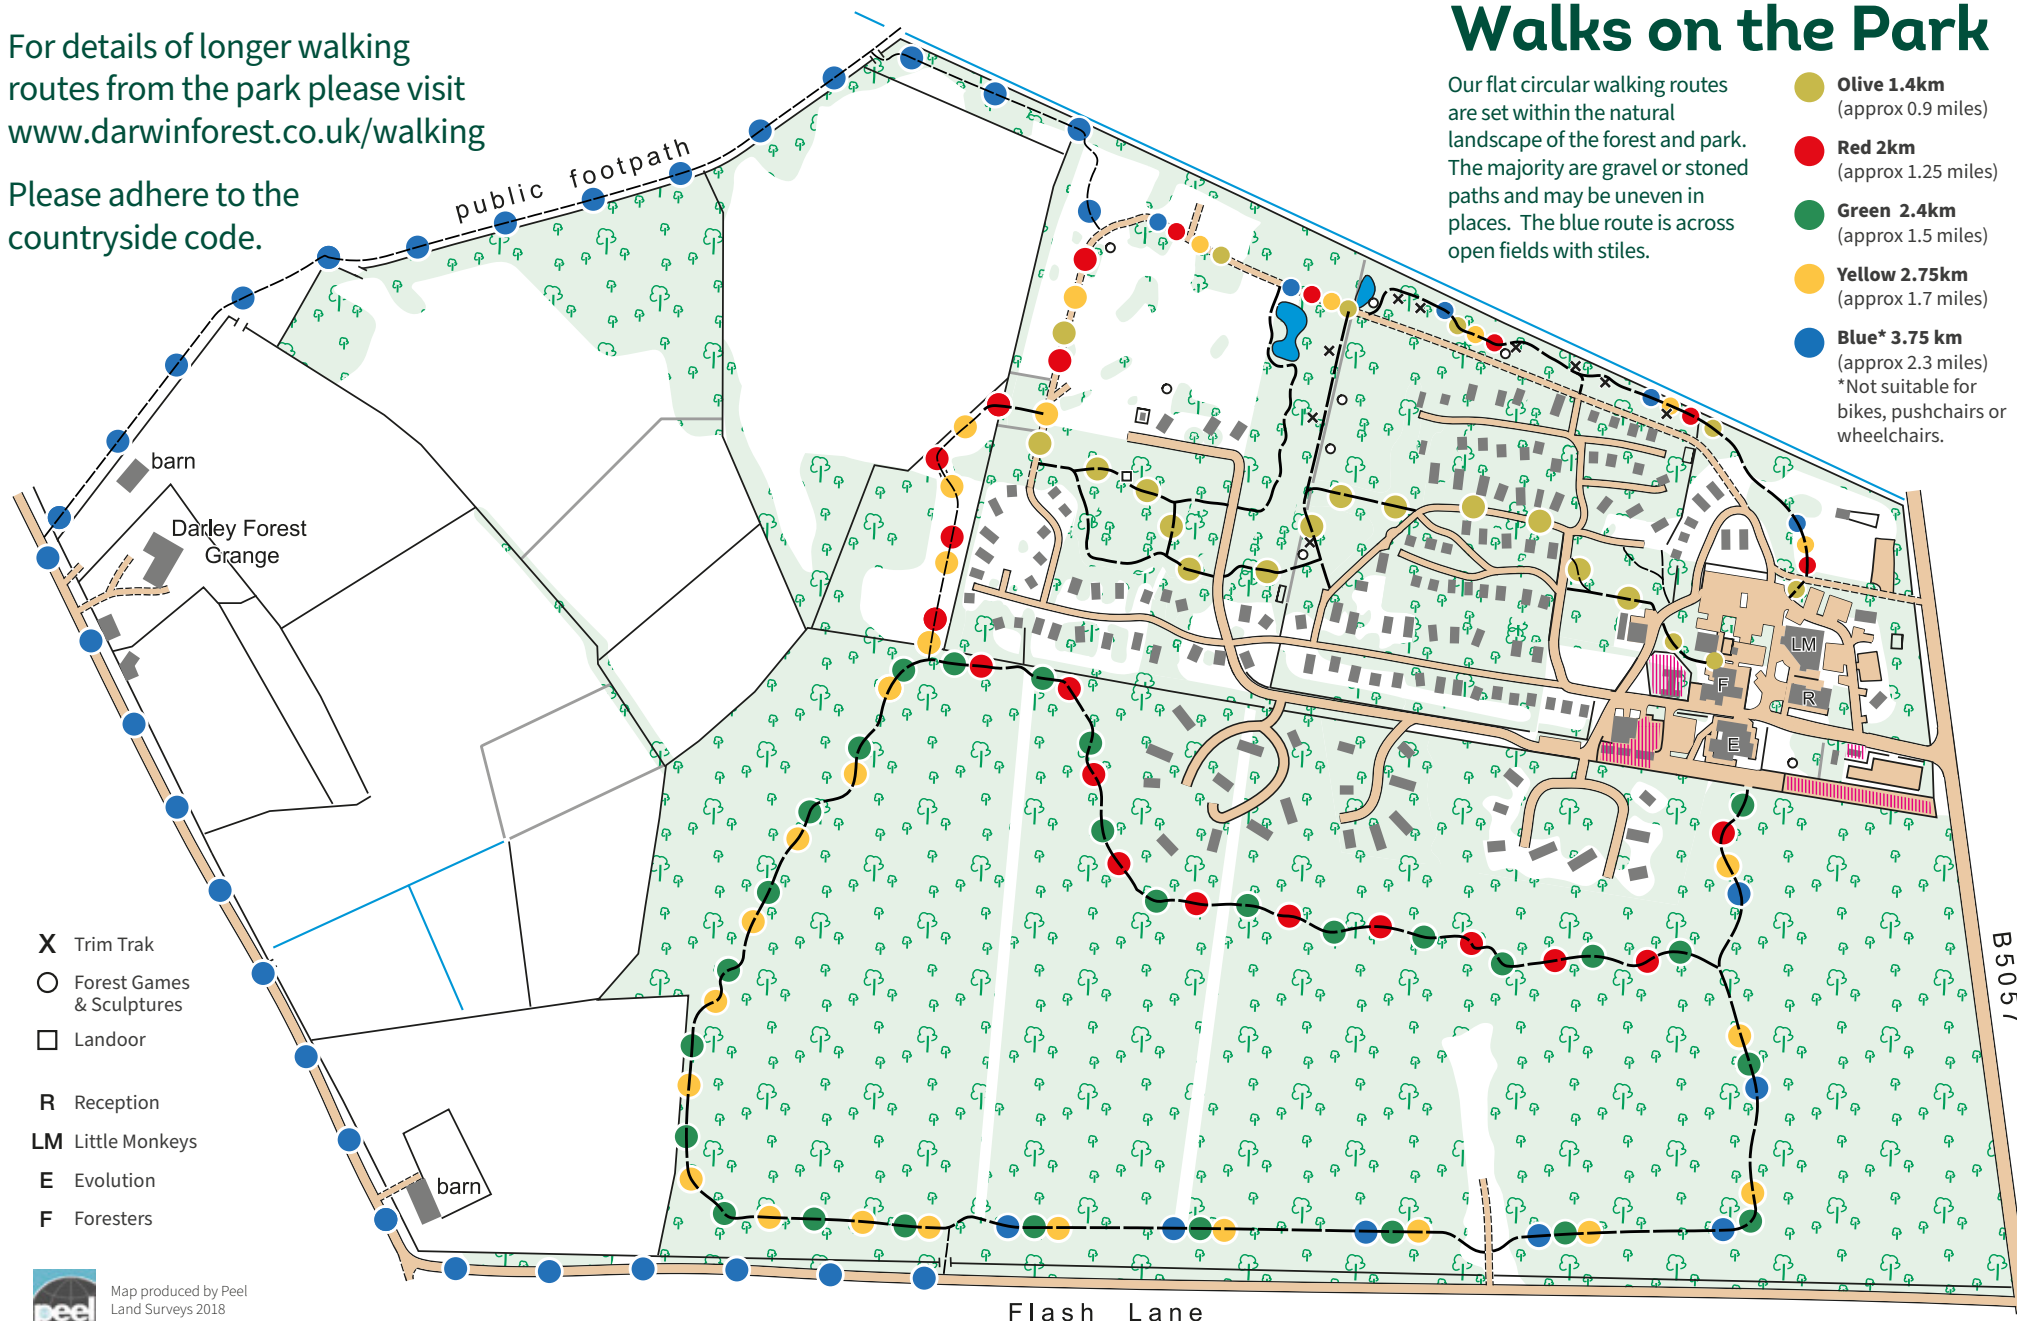 For details of longer walking
routes from the park please visit
www.darwinforest.co.uk/walking
Please adhere to the
countryside code.
Walks on the Park
Our flat circular walking routes
are set within the natural
landscape of the forest and park.
The majority are gravel or stoned
paths and may be uneven in
places. The blue route is across
open fields with stiles.
Olive 1.4km
(approx 0.9 miles)
Red 2km
(approx 1.25 miles)
Green 2.4km
(approx 1.5 miles)
Yellow 2.75km
(approx 1.7 miles)
Blue* 3.75 km
(approx 2.3 miles)
*Not suitable for
bikes, pushchairs or
wheelchairs.
public footpath
barn
Darley Forest
Grange
LM
F
R
E
B5057
barn
Flash Lane
X Trim Trak
Forest Games
& Sculptures
Landoor
R Reception
LM Little Monkeys
E Evolution
F Foresters
peel
Map produced by Peel
Land Surveys 2018